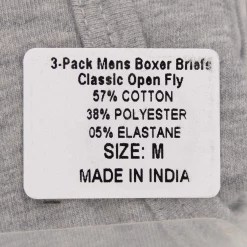 3-Pack Mens Boxer Briefs
Classic Open Fly
57% COTTON
38% POLYESTER
05% ELASTANE
SIZE: M
MADE IN INDIA